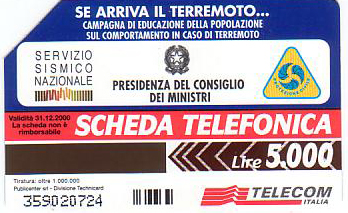 SE ARRIVA IL TERREMOTO...
CAMPAGNA DI EDUCAZIONE DELLA POPOLAZIONE
SUL COMPORTAMENTO IN CASO DI TERREMOTO
SERVIZIO
SISMICO
NAZIONALE
PRESIDENZA DEL CONSIGLIO
DEI MINISTRI
PROTEZIONE CIVILE
Validità 31.12.2000
La scheda non è
rimborsabile
SCHEDA TELEFONICA
Lire 5.000
Tiratura: oltre 1.000.000
Publicenter srl - Divisione Technicard
359020724
TELECOM
ITALIA